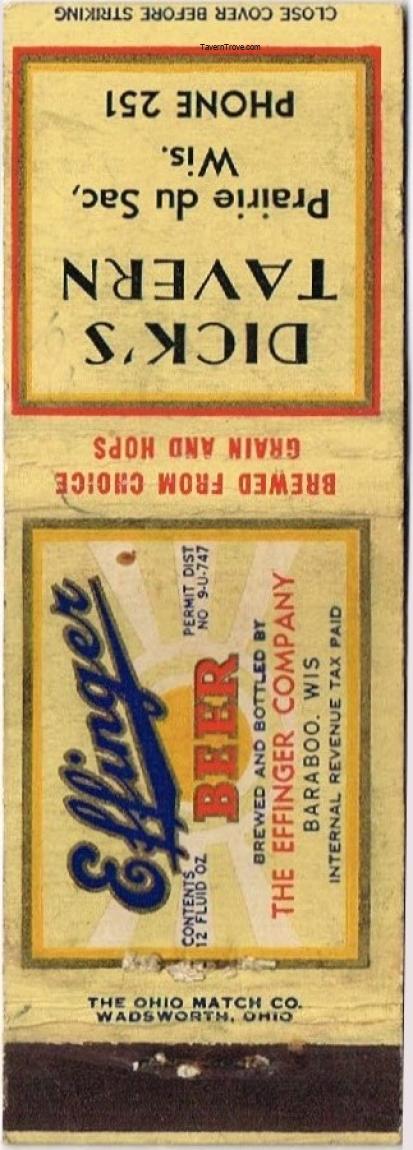 TavernTrove.com
CLOSE COVER BEFORE STRIKING
DICK'S
TAVERN
Prairie du Sac,
Wis.
PHONE 251
BREWED FROM CHOICE
GRAIN AND HOPS
Effinger
CONTENTS
12 FLUID OZ
BEER
PERMIT DIST
NO 9-U-747
BREWED AND BOTTLED BY
THE EFFINGER COMPANY
BARABOO. WIS
INTERNAL REVENUE TAX PAID
THE OHIO MATCH CO.
WADSWORTH, OHIO